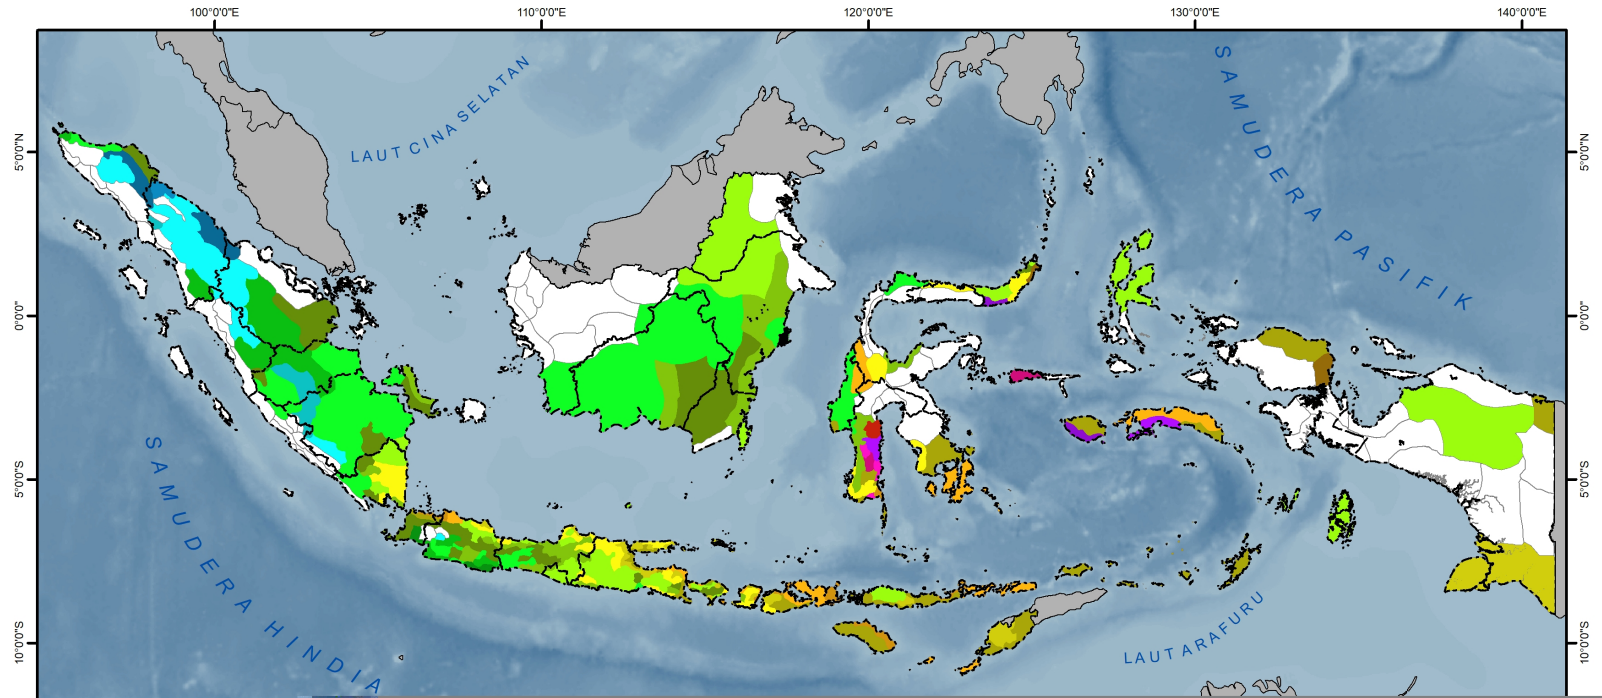 100°0'0"E 110°0'0"E 120°0'0"E 130°0'0"E 140°0'0"E
LAUT CINA SELATAN
SAMUDERA PASIFIK
5°0'0"N 5°0'0"N
0°0'0" 0°0'0"
5°0'0"S 5°0'0"S
SAMUDERA HINDIA
LAUT ARAFURU
10°0'0"S 10°0'0"S